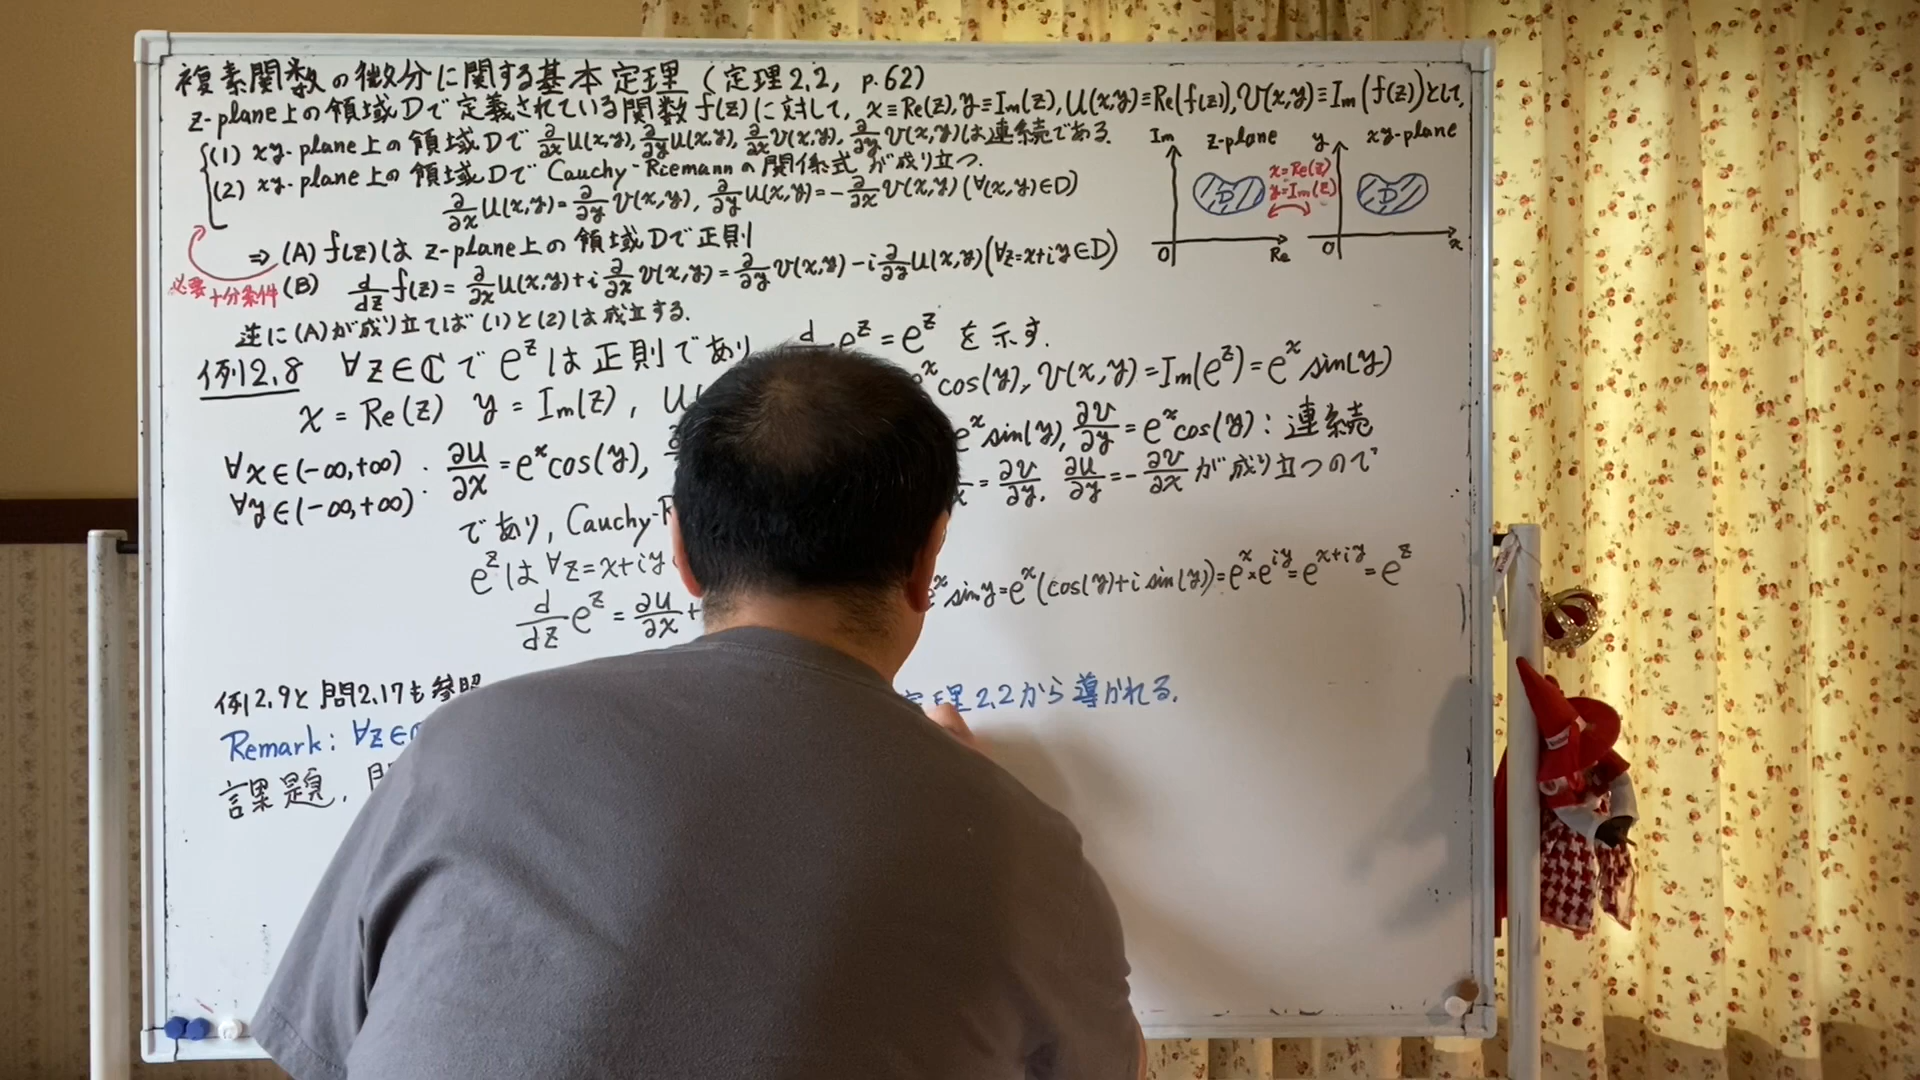 複素関数の微分に関する基本定理 (定理2.2, p.62)
z-plane上の領域Dで定義されている関数 f(z) に対して, x≡Re(z), y≡Im(z), u(x,y)≡Re(f(z)), v(x,y)≡Im(f(z))として,
(1) xy-plane上の領域Dで ∂/∂x u(x,y), ∂/∂y u(x,y), ∂/∂x v(x,y), ∂/∂y v(x,y)は連続である.
(2) xy-plane上の領域Dで Cauchy-Riemannの関係式が成り立つ.
∂/∂x u(x,y) = ∂/∂y v(x,y), ∂/∂y u(x,y) = -∂/∂x v(x,y) (∀(x,y)∈D)
⇒ (A) f(z)は z-plane上の領域Dで正則
(B) d/dz f(z) = ∂/∂x u(x,y) + i ∂/∂x v(x,y) = ∂/∂y v(x,y) - i ∂/∂y u(x,y) (∀z=x+iy∈D)
必要十分条件
逆に(A)が成り立てば(1)と(2)は成立する.
Im z-plane y xy-plane
x=Re(z)
y=Im(z)
D D
0 Re 0 x
例2.8 ∀z∈ℂで e^z は正則であり e^z = e^z を示す.
x = Re(z) y = Im(z), u cos(y), v(x,y) = Im(e^z) = e^x sin(y)
∀x∈(-∞,+∞)
∀y∈(-∞,+∞) : ∂u/∂x = e^x cos(y), e^x sin(y), ∂v/∂y = e^x cos(y) : 連続
であり, Cauchy-R = ∂v/∂y, ∂u/∂y = -∂v/∂x が成り立つので
e^z は ∀z=x+iy
d/dz e^z = ∂u/∂x + e^x sin y = e^x (cos(y)+i sin(y)) = e^x × e^iy = e^x+iy = e^z
例2.9と問2.17も参照 定理2.2から導かれる.
Remark: ∀z∈
課題.